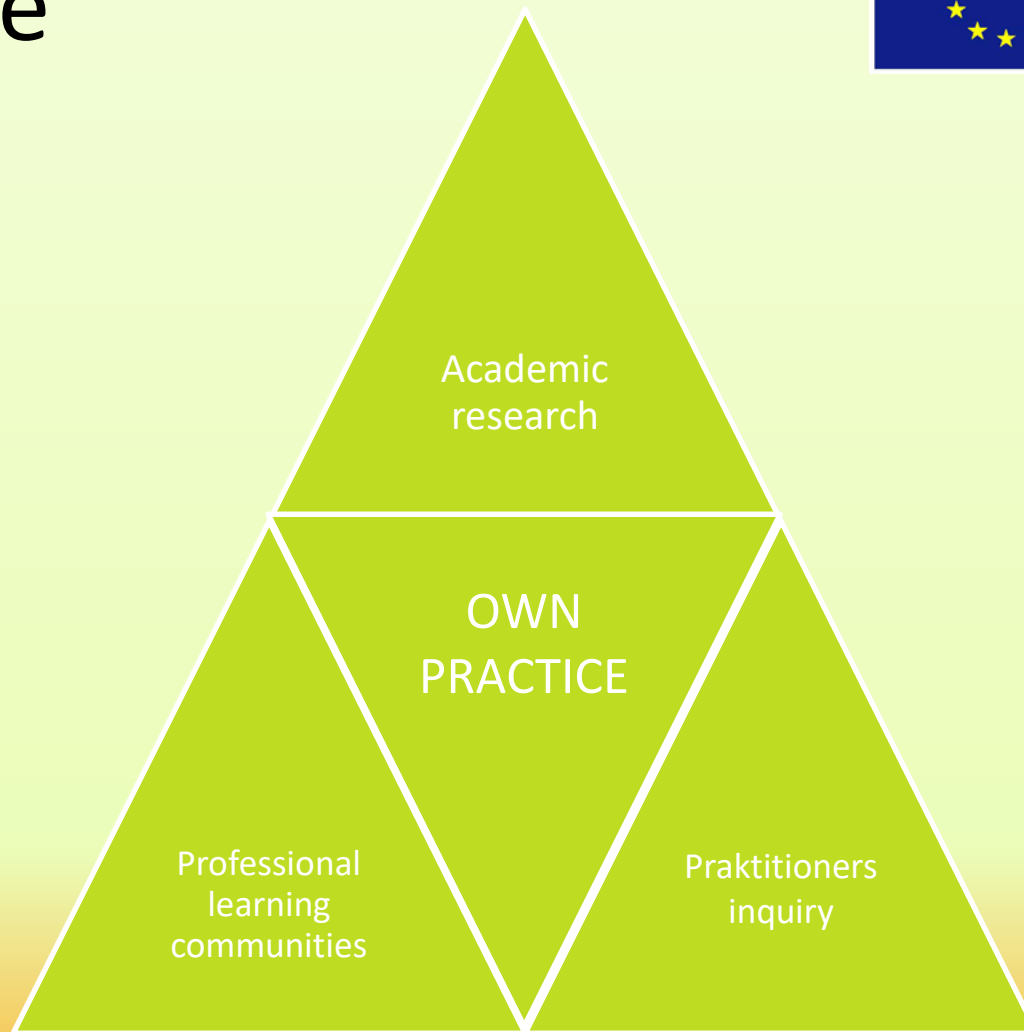 e
Academic
research
OWN
PRACTICE
Professional
learning
communities
Praktitioners
inquiry